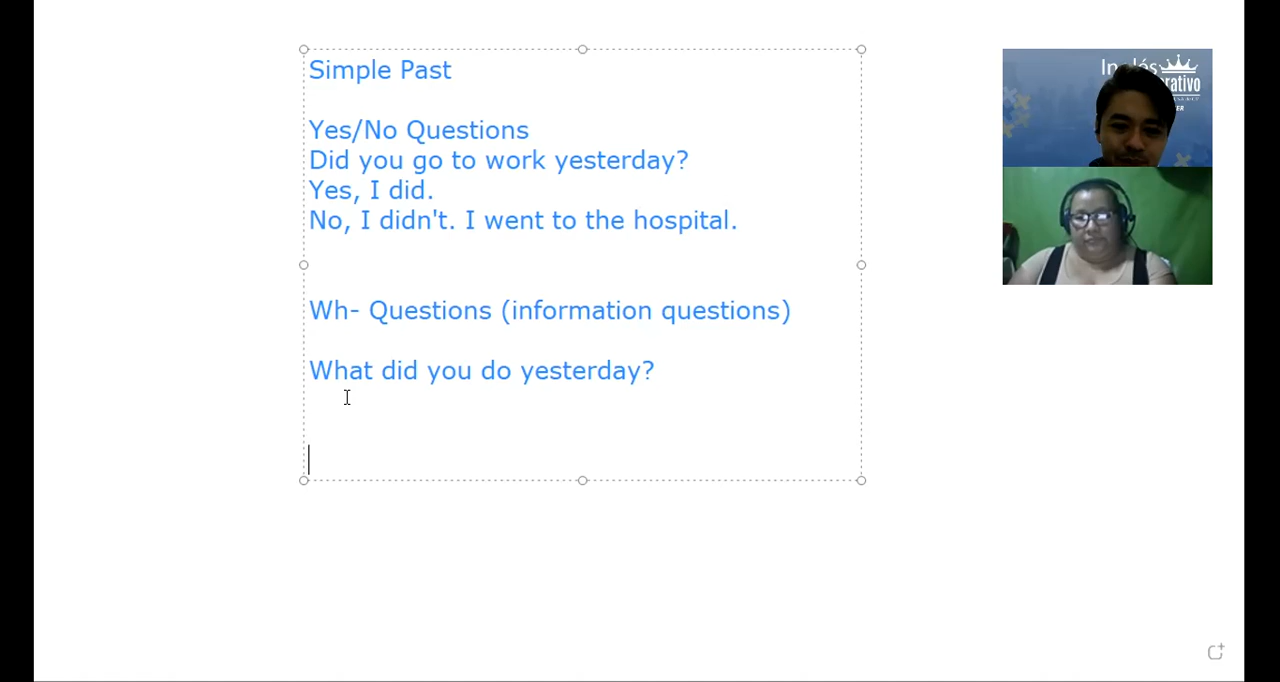 Simple Past
Yes/No Questions
Did you go to work yesterday?
Yes, I did.
No, I didn't. I went to the hospital.
Wh- Questions (information questions)
What did you do yesterday?